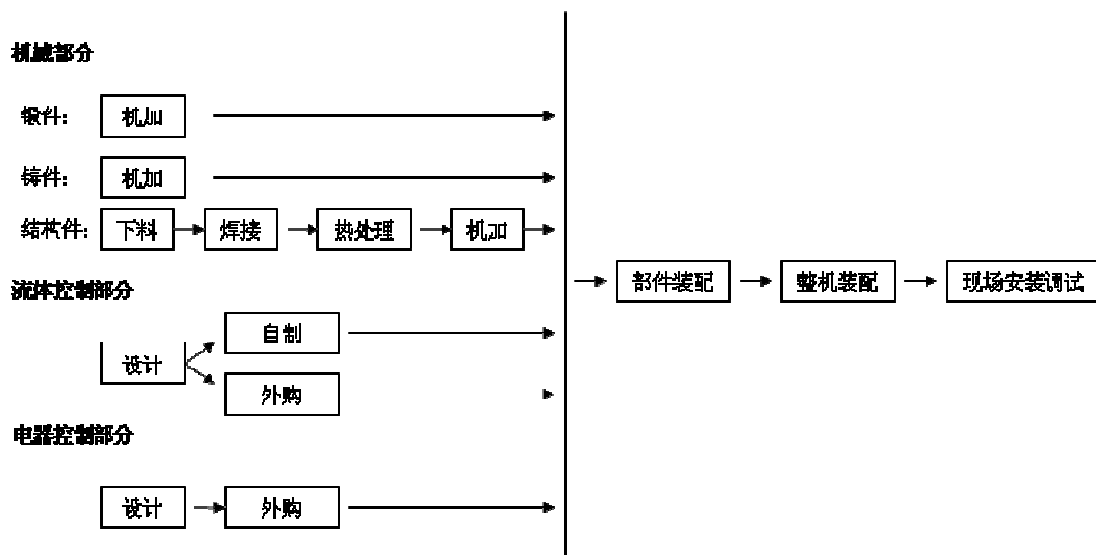 机械部分
锻件: 机加
铸件: 机加
结构件: 下料 焊接 热处理 机加
部件装配 整机装配 现场安装调试
流体控制部分
自制
设计
外购
电器控制部分
设计 外购